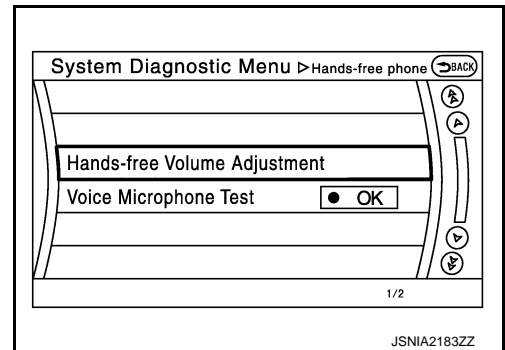 System Diagnostic Menu ▷Hands-free phone BACK
Hands-free Volume Adjustment
Voice Microphone Test ● OK
1/2
JSNIA2183ZZ